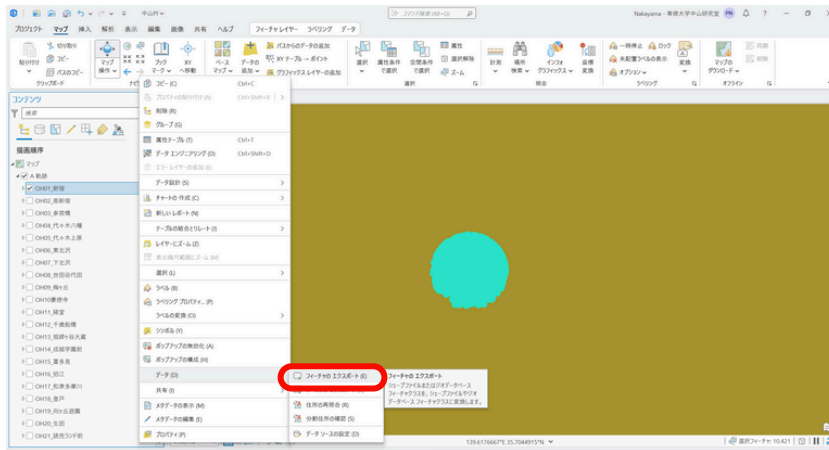 中山村
コマンド検索 (Alt+Q)
Nakayama - 専修大学中山研究室
プロジェクト マップ 挿入 解析 表示 編集 画像 共有 ヘルプ フィーチャ レイヤー ラベリング データ
貼り付け
切り取り
コピー
パスのコピー
クリップボード
マップ操作
ブックマーク
XY へ移動
ベースマップ
データの追加
パスからのデータの追加
XY テーブル → ポイント
グラフィックス レイヤーの追加
選択
属性条件で選択
空間条件で選択
属性
選択解除
ズーム
選択
計測
場所検索
インフォグラフィックス
座標変換
照会
一時停止
ロック
未配置ラベルの表示
オプション
変換
ラベリング
マップのダウンロード
同期
削除
オフライン
コンテンツ
検索
描画順序
マップ
A 軌跡
OH01_新宿
OH02_南新宿
OH03_参宮橋
OH04_代々木八幡
OH05_代々木上原
OH06_東北沢
OH07_下北沢
OH08_世田谷代田
OH09_梅ヶ丘
OH10豪徳寺
OH11_経堂
OH12_千歳船橋
OH13_祖師ヶ谷大蔵
OH14_成城学園前
OH15_喜多見
OH16_狛江
OH17_和泉多摩川
OH18_登戸
OH19_向ヶ丘遊園
OH20_生田
OH21_読売ランド前
コピー (C) Ctrl+C
プロパティの貼り付け (A) Ctrl+Shift+V
削除 (R)
グループ (G)
属性テーブル (T) Ctrl+T
データ エンジニアリング (D) Ctrl+Shift+D
エラー レイヤーの追加 (E)
データ設計 (S)
チャートの作成 (C)
新しいレポート (N)
テーブルの結合とリレート (J)
レイヤーにズーム (Z)
表示縮尺範囲にズーム (M)
選択 (L)
ラベル (B)
ラベリング プロパティ... (P)
ラベルの変換 (O)
シンボル (Y)
ポップアップの無効化 (A)
ポップアップの構成 (H)
データ (D)
共有 (I)
メタデータの表示 (M)
メタデータの編集 (E)
プロパティ (P)
フィーチャの エクスポート (E)
住所の再照合 (R)
分割住所の確認 (S)
データ ソースの設定 (D)
フィーチャの エクスポート
シェープファイルまたはジオデータベース
フィーチャクラスを、シェープファイルやジオ
データベース フィーチャクラスに変換します。
139.6176667°E 35.7044915°N
選択フィーチャ: 10,421